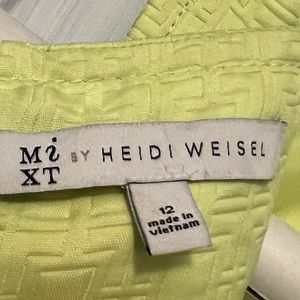 Mi
XT BY HEIDI WEISEL
12
made in
vietnam